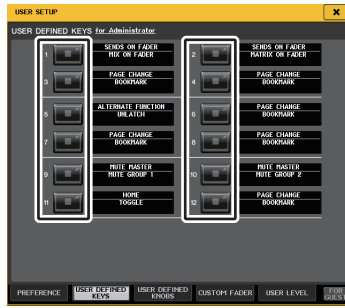 USER SETUP
USER DEFINED KEYS for Administrator
1 SENDS ON FADER
MIX ON FADER
2 SENDS ON FADER
MATRIX ON FADER
3 PAGE CHANGE
BOOKMARK
4 PAGE CHANGE
BOOKMARK
5 ALTERNATE FUNCTION
UNLATCH
6 PAGE CHANGE
BOOKMARK
7 PAGE CHANGE
BOOKMARK
8 PAGE CHANGE
BOOKMARK
9 MUTE MASTER
MUTE GROUP 1
10 MUTE MASTER
MUTE GROUP 2
11 HOME
TOGGLE
12 PAGE CHANGE
BOOKMARK
PREFERENCE
USER DEFINED
KEYS
USER DEFINED
KNOBS
CUSTOM FADER
USER LEVEL
FOR
GUEST